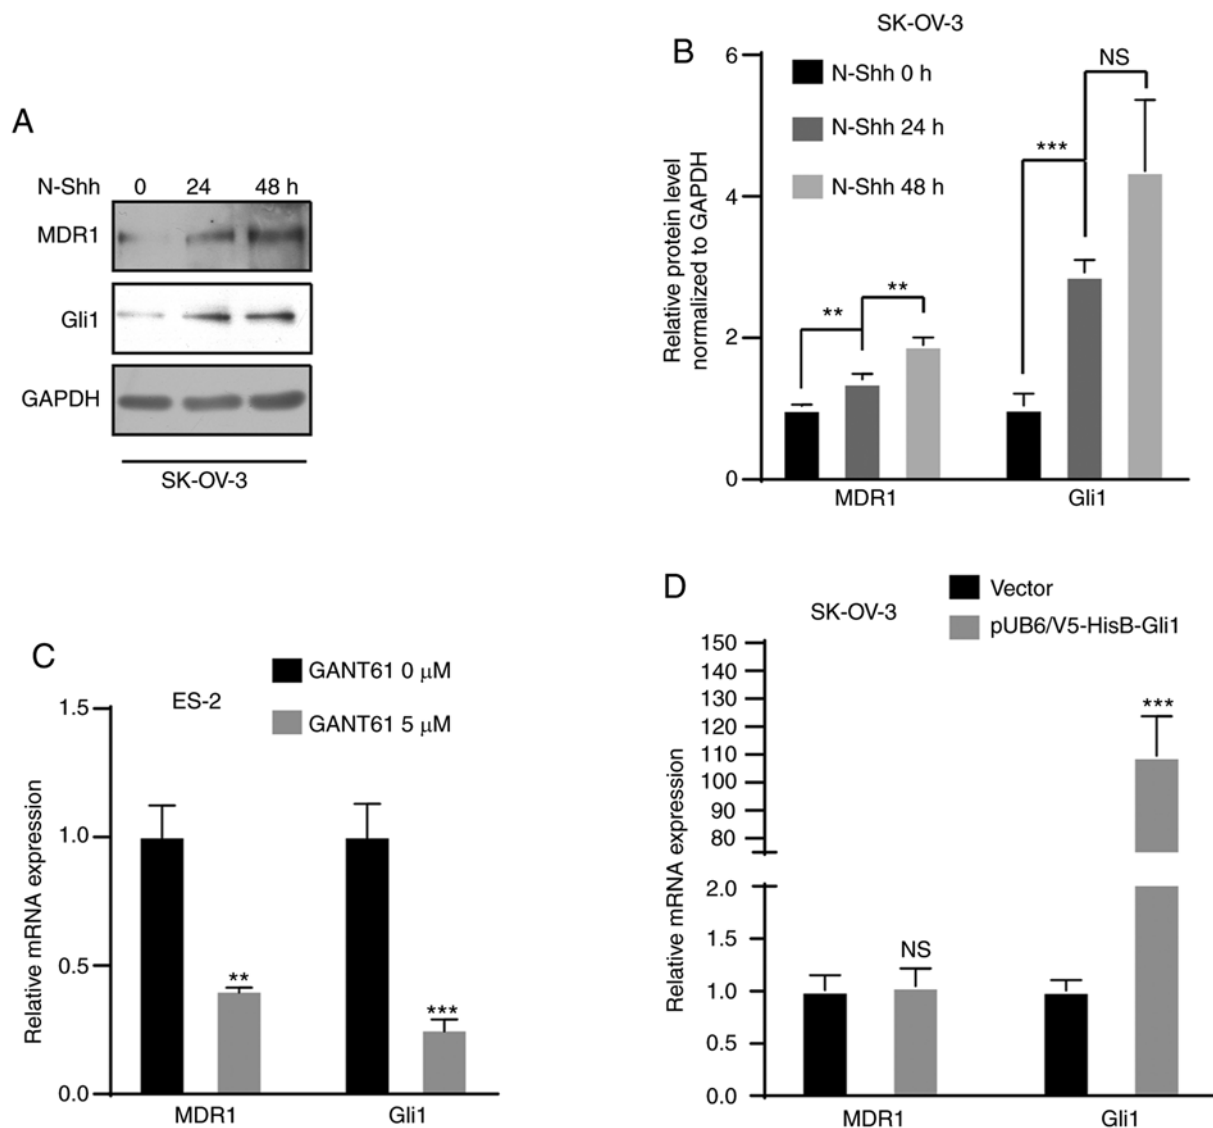 A
N-Shh 0 24 48 h
MDR1
Gli1
GAPDH
SK-OV-3
B
SK-OV-3
N-Shh 0 h
N-Shh 24 h
N-Shh 48 h
Relative protein level
normalized to GAPDH
6
4
2
0
** ** *** NS
MDR1 Gli1
C
ES-2
GANT61 0 μM
GANT61 5 μM
Relative mRNA expression
1.5
1.0
0.5
0.0
** ***
MDR1 Gli1
D
SK-OV-3
Vector
pUB6/V5-HisB-Gli1
Relative mRNA expression
150
140
130
120
110
100
90
80
2.0
1.5
1.0
0.5
0.0
NS ***
MDR1 Gli1